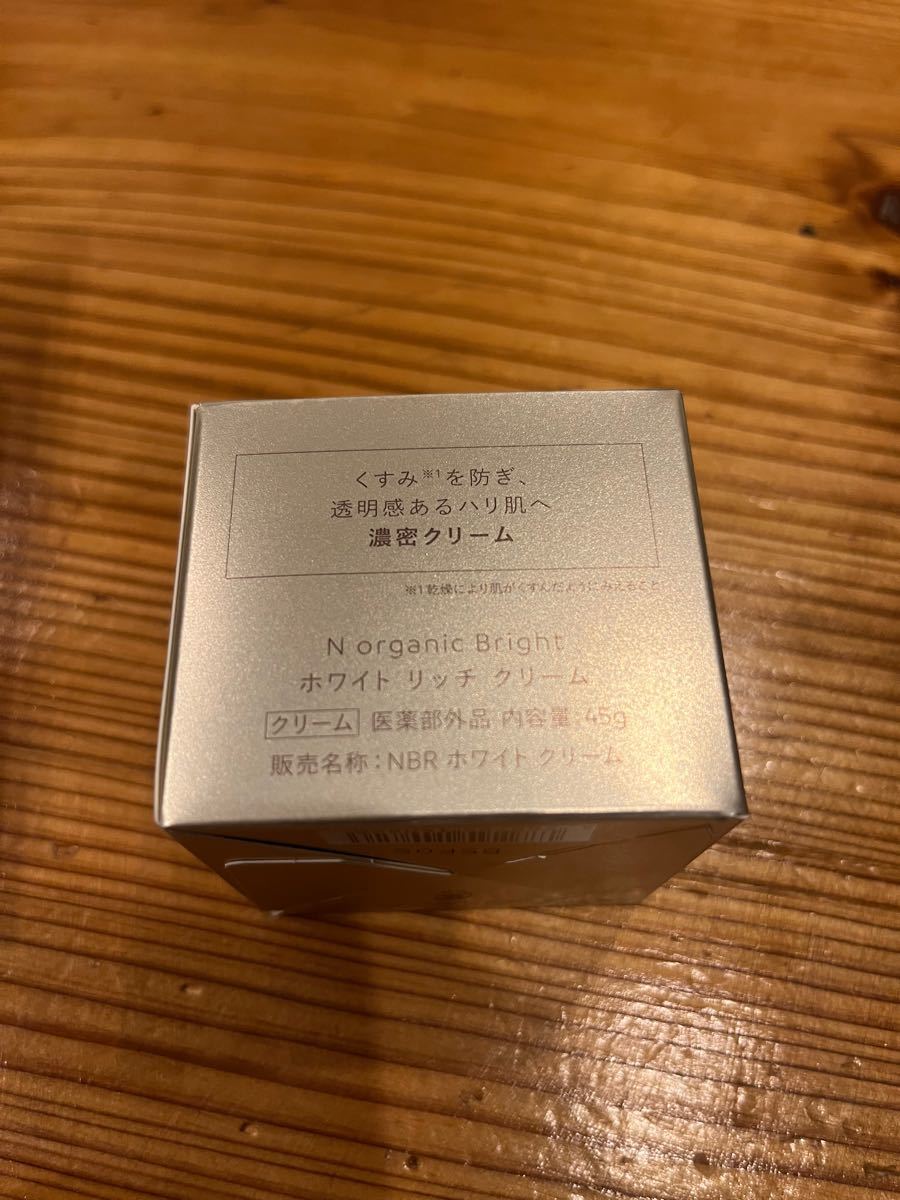 くすみ※1を防ぎ、
透明感あるハリ肌へ
濃密クリーム
※1乾燥により肌がくすんだようにみえること
N organic Bright
ホワイト リッチ クリーム
クリーム 医薬部外品 内容量:45g
販売名称:NBR ホワイト クリーム